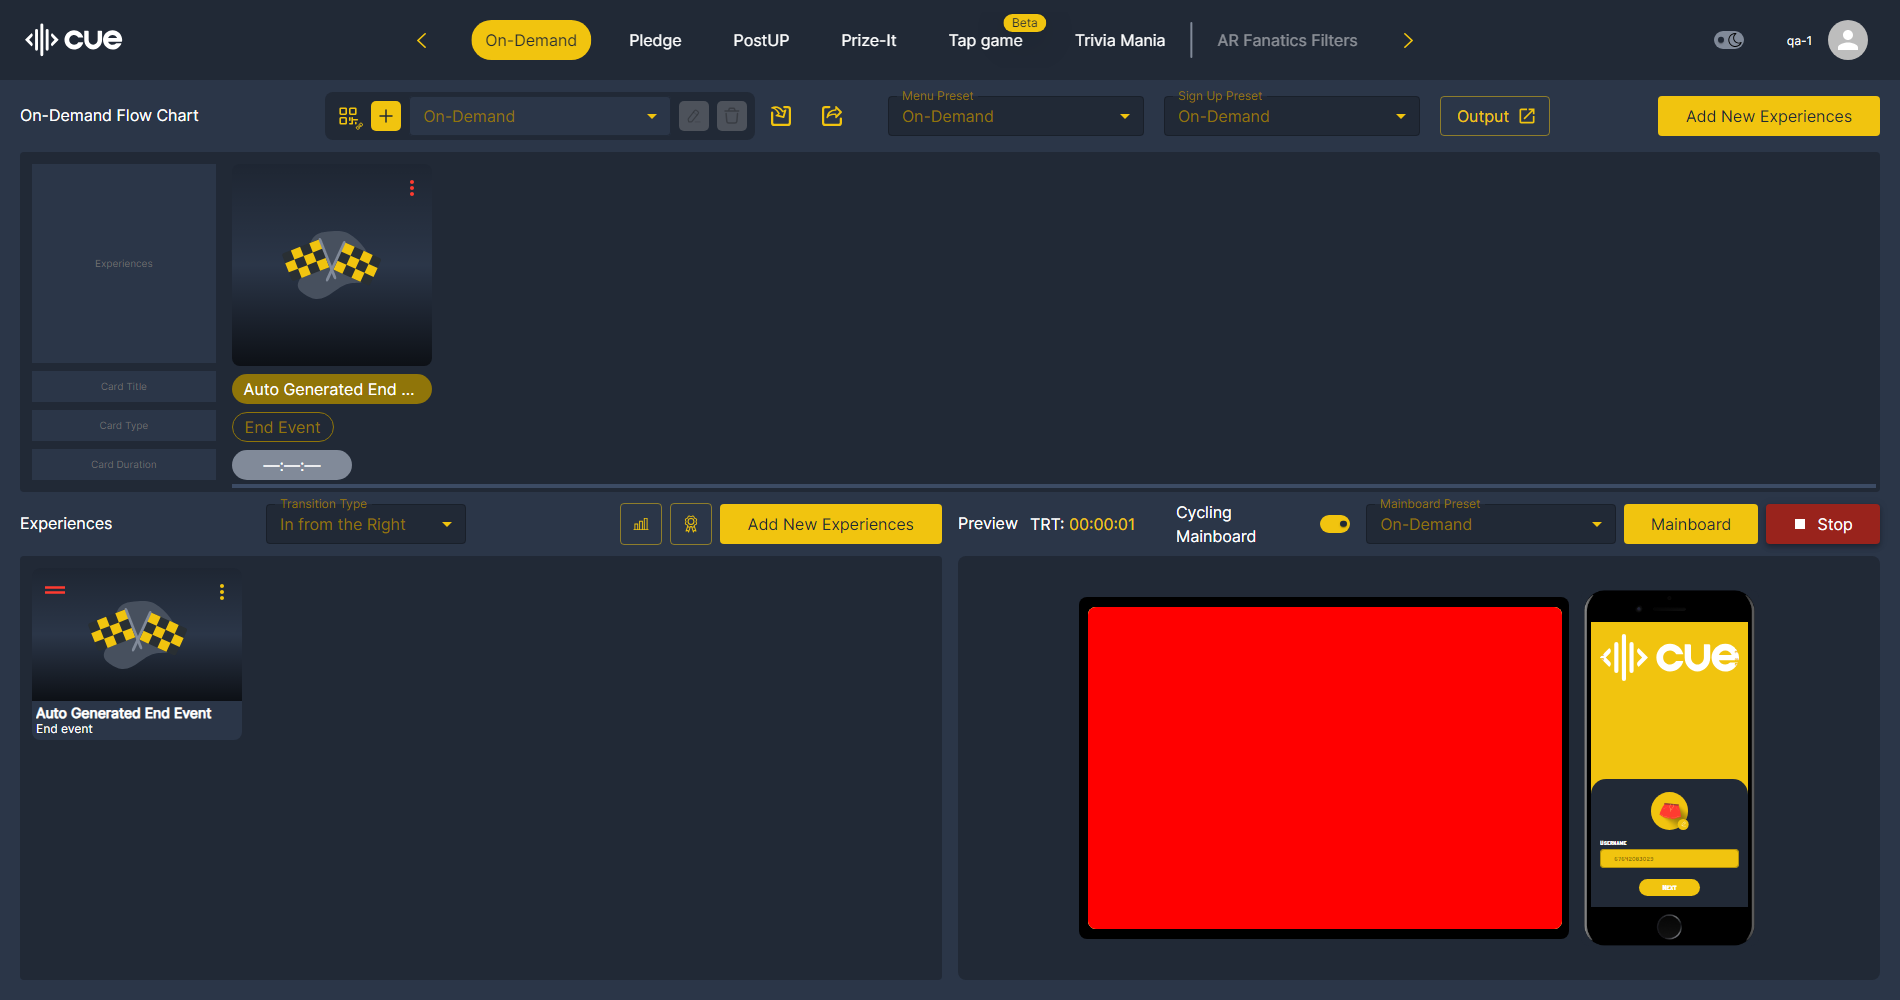 cue
On-Demand
Pledge
PostUP
Prize-It
Tap game
Beta
Trivia Mania
AR Fanatics Filters
qa-1
On-Demand Flow Chart
On-Demand
Menu Preset
On-Demand
Sign Up Preset
On-Demand
Output
Add New Experiences
Experiences
Card Title
Card Type
Card Duration
Auto Generated End ...
End Event
—:—:—
Experiences
Transition Type
In from the Right
Add New Experiences
Preview
TRT: 00:00:01
Cycling
Mainboard
Mainboard Preset
On-Demand
Mainboard
Stop
Auto Generated End Event
End event
cue
USERNAME
NEXT